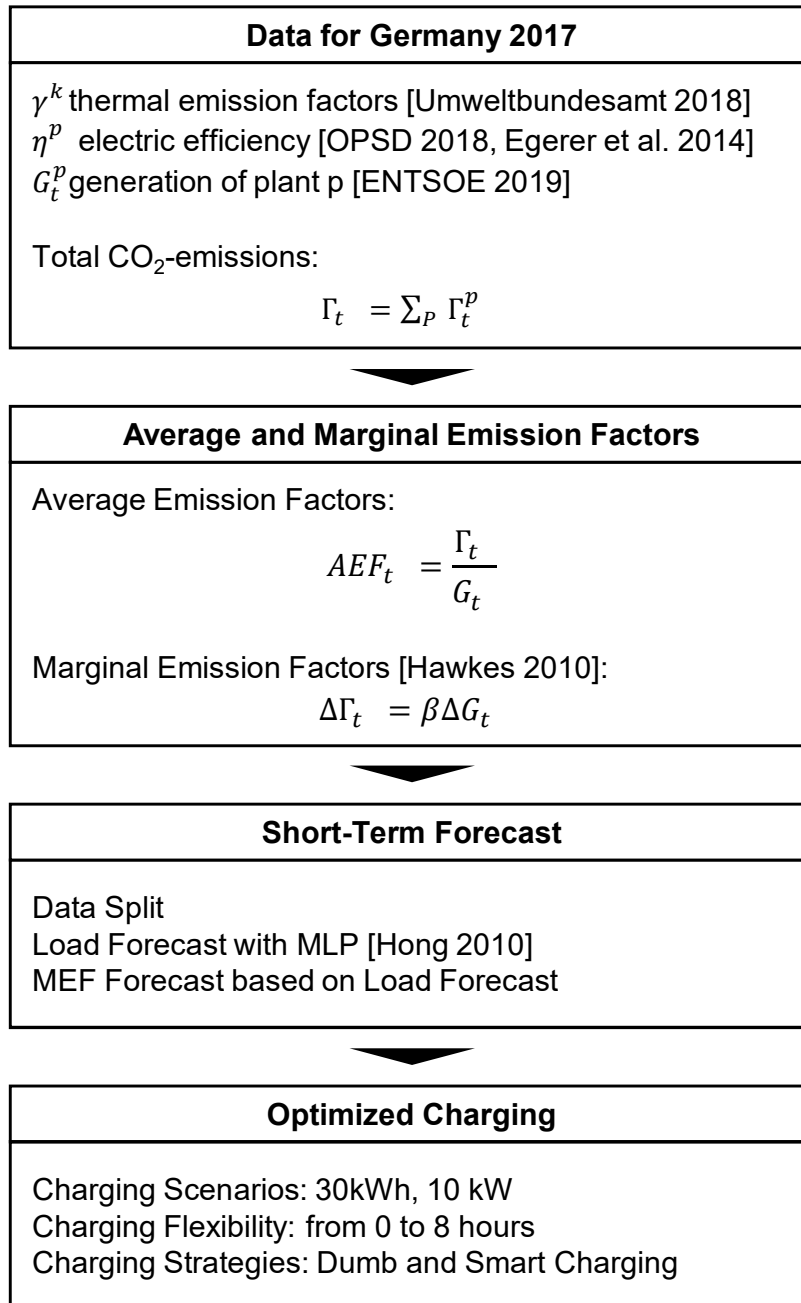 Data for Germany 2017
γ^k thermal emission factors [Umweltbundesamt 2018]
η^p electric efficiency [OPSD 2018, Egerer et al. 2014]
G_t^p generation of plant p [ENTSOE 2019]
Total CO₂-emissions:
Γ_t = ∑_P Γ_t^p
Average and Marginal Emission Factors
Average Emission Factors:
AEF_t = Γ_t / G_t
Marginal Emission Factors [Hawkes 2010]:
ΔΓ_t = βΔG_t
Short-Term Forecast
Data Split
Load Forecast with MLP [Hong 2010]
MEF Forecast based on Load Forecast
Optimized Charging
Charging Scenarios: 30kWh, 10 kW
Charging Flexibility: from 0 to 8 hours
Charging Strategies: Dumb and Smart Charging